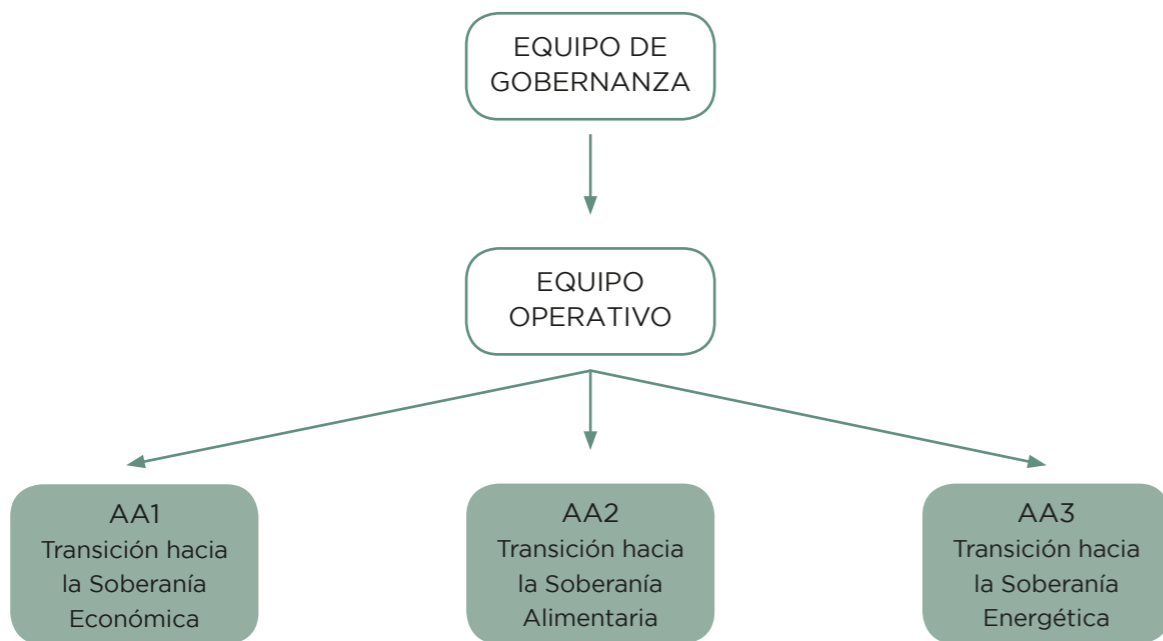 EQUIPO DE
GOBERNANZA
EQUIPO
OPERATIVO
AA1
Transición hacia
la Soberanía
Económica
AA2
Transición hacia
la Soberanía
Alimentaria
AA3
Transición hacia
la Soberanía
Energética